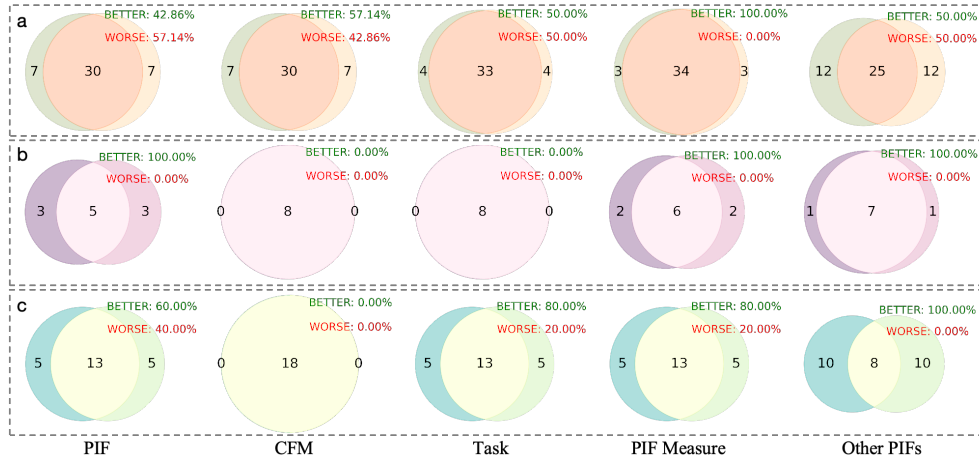 a
BETTER: 42.86%
WORSE: 57.14%
7 30 7
BETTER: 57.14%
WORSE: 42.86%
7 30 7
BETTER: 50.00%
WORSE: 50.00%
4 33 4
BETTER: 100.00%
WORSE: 0.00%
3 34 3
BETTER: 50.00%
WORSE: 50.00%
12 25 12
b
BETTER: 100.00%
WORSE: 0.00%
3 5 3
BETTER: 0.00%
WORSE: 0.00%
0 8 0
BETTER: 0.00%
WORSE: 0.00%
0 8 0
BETTER: 100.00%
WORSE: 0.00%
2 6 2
BETTER: 100.00%
WORSE: 0.00%
1 7 1
c
BETTER: 60.00%
WORSE: 40.00%
5 13 5
BETTER: 0.00%
WORSE: 0.00%
0 18 0
BETTER: 80.00%
WORSE: 20.00%
5 13 5
BETTER: 80.00%
WORSE: 20.00%
5 13 5
BETTER: 100.00%
WORSE: 0.00%
10 8 10
PIF CFM Task PIF Measure Other PIFs